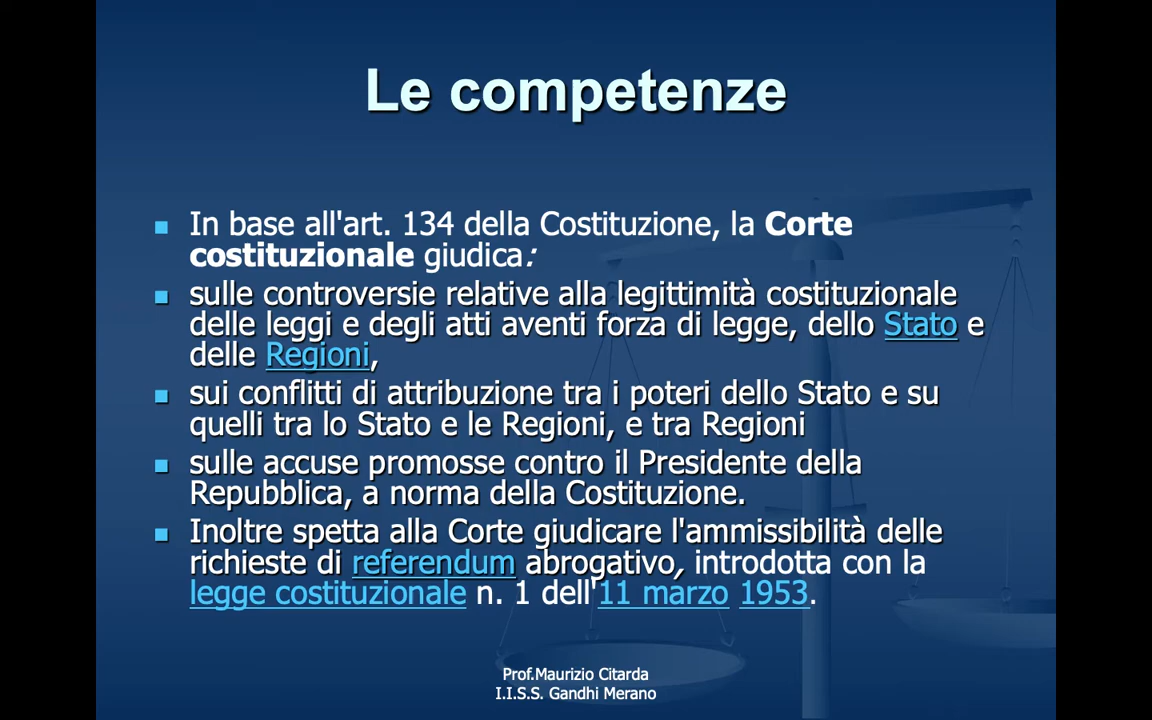 Le competenze
In base all'art. 134 della Costituzione, la Corte
costituzionale giudica:
sulle controversie relative alla legittimità costituzionale
delle leggi e degli atti aventi forza di legge, dello Stato e
delle Regioni,
sui conflitti di attribuzione tra i poteri dello Stato e su
quelli tra lo Stato e le Regioni, e tra Regioni
sulle accuse promosse contro il Presidente della
Repubblica, a norma della Costituzione.
Inoltre spetta alla Corte giudicare l'ammissibilità delle
richieste di referendum abrogativo, introdotta con la
legge costituzionale n. 1 dell'11 marzo 1953.
Prof.Maurizio Citarda
I.I.S.S. Gandhi Merano